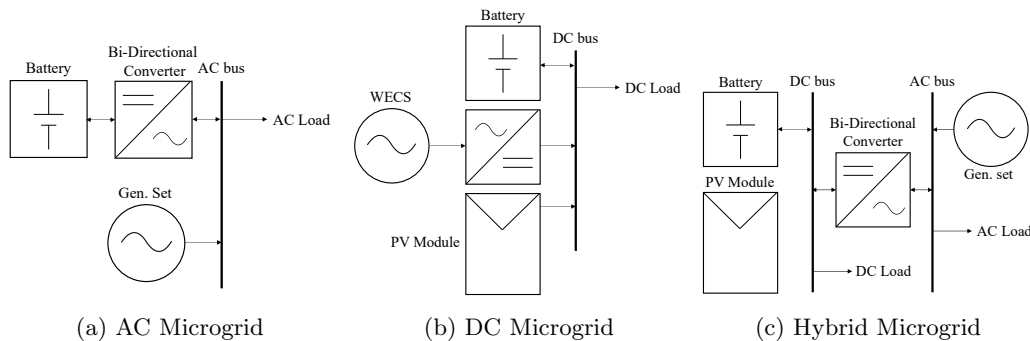 Battery
Bi-Directional
Converter
AC bus
AC Load
Gen. Set
(a) AC Microgrid
Battery
DC bus
DC Load
WECS
PV Module
(b) DC Microgrid
Battery
DC bus
AC bus
Bi-Directional
Converter
Gen. set
PV Module
AC Load
DC Load
(c) Hybrid Microgrid